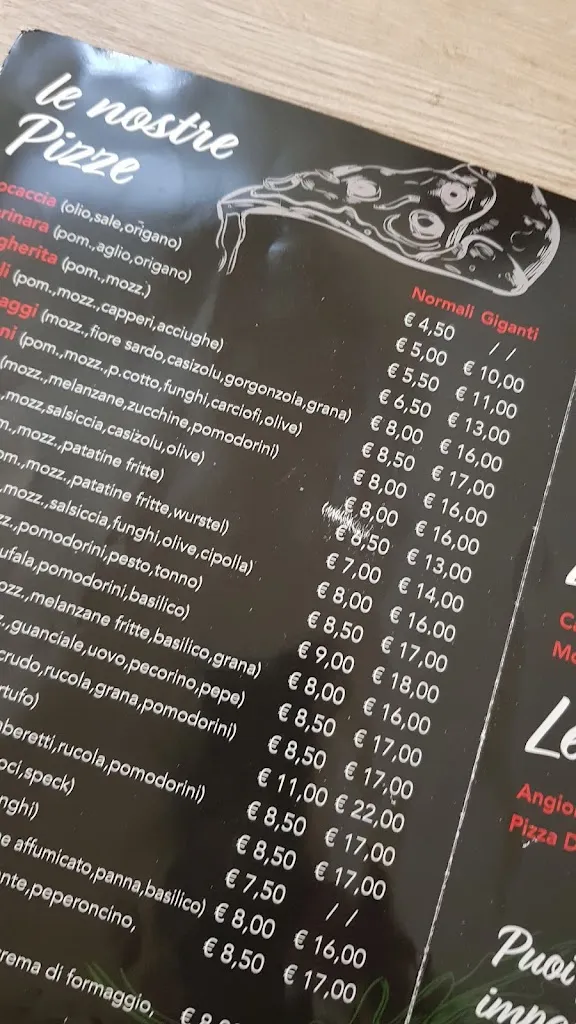 le nostre
Pizze
Normali Giganti
ocaccia (olio,sale,origano) € 4,50 / /
rinara (pom.,aglio,origano) € 5,00 € 10,00
gherita (pom.,mozz.) € 5,50 € 11,00
li (pom.,mozz.,capperi,acciughe) € 6,50 € 13,00
aggi (mozz.,fiore sardo,casizolu,gorgonzola,grana) € 8,00 € 16,00
ni (pom.,mozz.,p.cotto,funghi,carciofi,olive) € 8,50 € 17,00
(mozz.,melanzane,zucchine,pomodorini) € 8,00 € 16,00
,mozz,salsiccia,casizolu,olive) € 8,00 € 16,00
m.,mozz.,patatine fritte) € 6,50 € 13,00
om.,mozz.,patatine fritte,wurstel) € 7,00 € 14,00
.,mozz.,salsiccia,funghi,olive,cipolla) € 8,00 € 16.00
zz.,pomodorini,pesto,tonno) € 8,50 € 17,00
ufala,pomodorini,basilico) € 9,00 € 18,00
ozz.,melanzane fritte,basilico,grana) € 8,00 € 16,00
z.,guanciale,uovo,pecorino,pepe) € 8,50 € 17,00
crudo,rucola,grana,pomodorini) € 8,50 € 17,00
rtufo) € 11,00 € 22,00
beretti,rucola,pomodorini) € 8,50 € 17,00
oci,speck) € 8,50 € 17,00
nghi) € 7,50 / /
e affumicato,panna,basilico) € 8,00 € 16,00
nte,peperoncino, € 8,50 € 17,00
rema di formaggio,
Le
Angio
Pizza D
Puoi